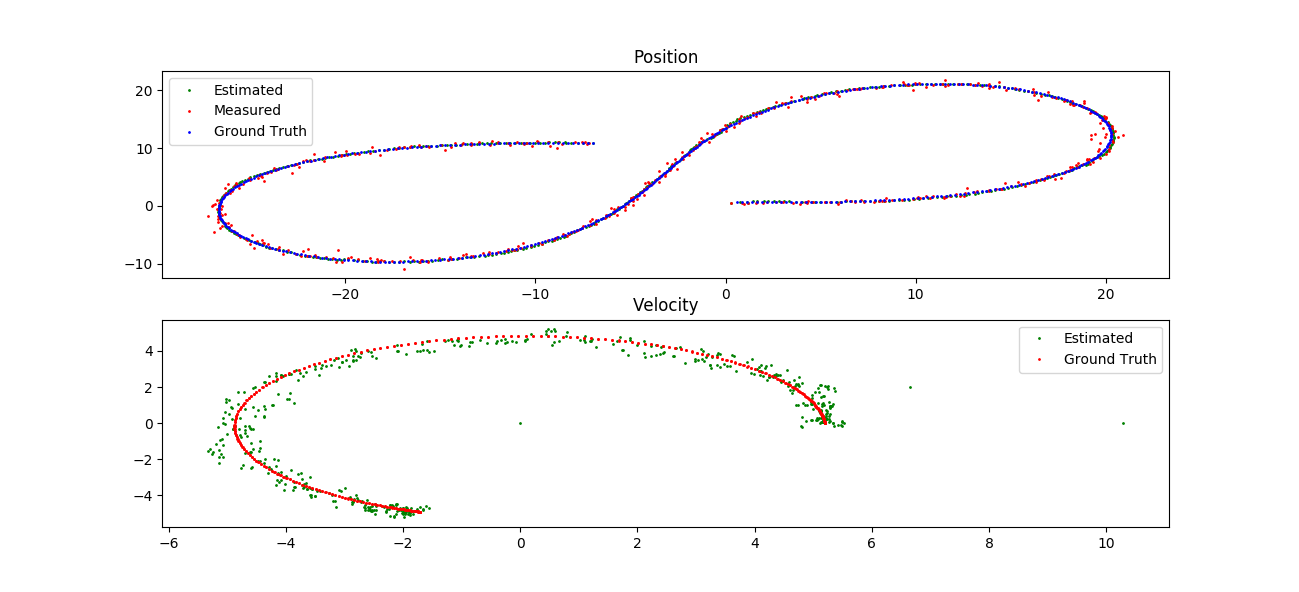 Position
Estimated
Measured
Ground Truth
20
10
0
−10
−20 −10 0 10 20
Velocity
Estimated
Ground Truth
4
2
0
−2
−4
−6 −4 −2 0 2 4 6 8 10